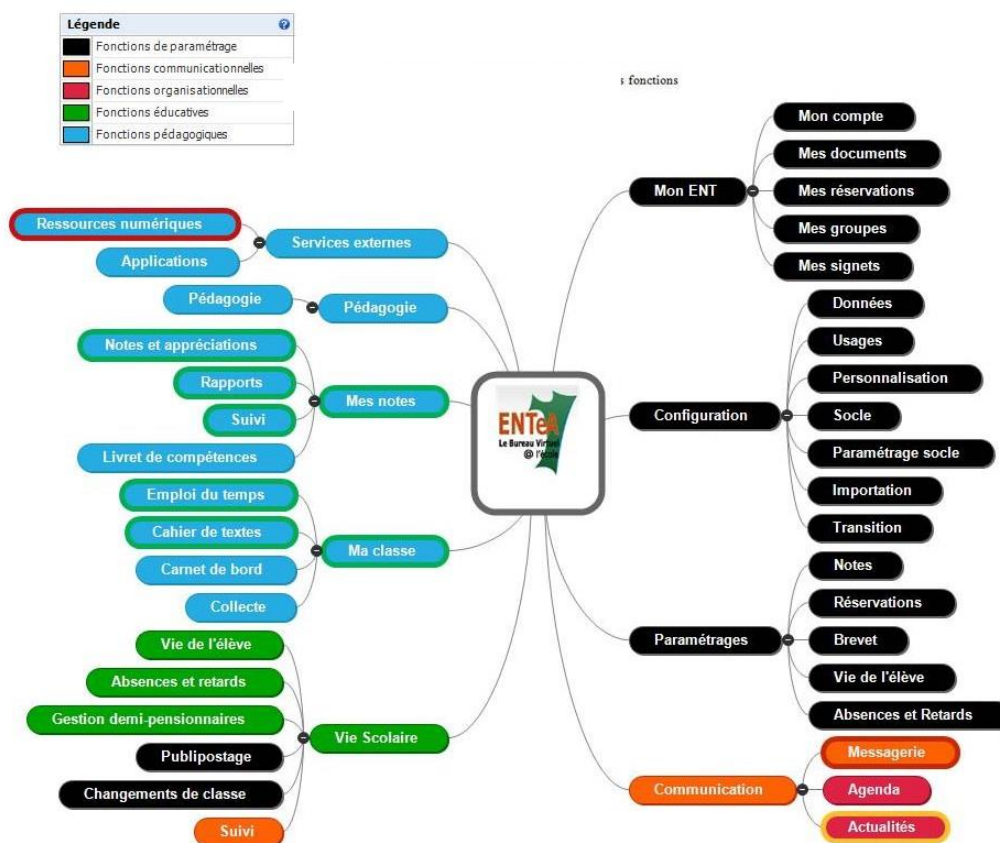 Légende
Fonctions de paramétrage
Fonctions communicationnelles
Fonctions organisationnelles
Fonctions éducatives
Fonctions pédagogiques
fonctions
Ressources numériques
Applications
Services externes
Pédagogie
Pédagogie
Notes et appréciations
Rapports
Suivi
Livret de compétences
Mes notes
Emploi du temps
Cahier de textes
Carnet de bord
Collecte
Ma classe
Vie de l'élève
Absences et retards
Gestion demi-pensionnaires
Publipostage
Changements de classe
Suivi
Vie Scolaire
ENTeA
Le Bureau Virtuel
@ l'école
Mon ENT
Mon compte
Mes documents
Mes réservations
Mes groupes
Mes signets
Configuration
Données
Usages
Personnalisation
Socle
Paramétrage socle
Importation
Transition
Paramétrages
Notes
Réservations
Brevet
Vie de l'élève
Absences et Retards
Communication
Messagerie
Agenda
Actualités